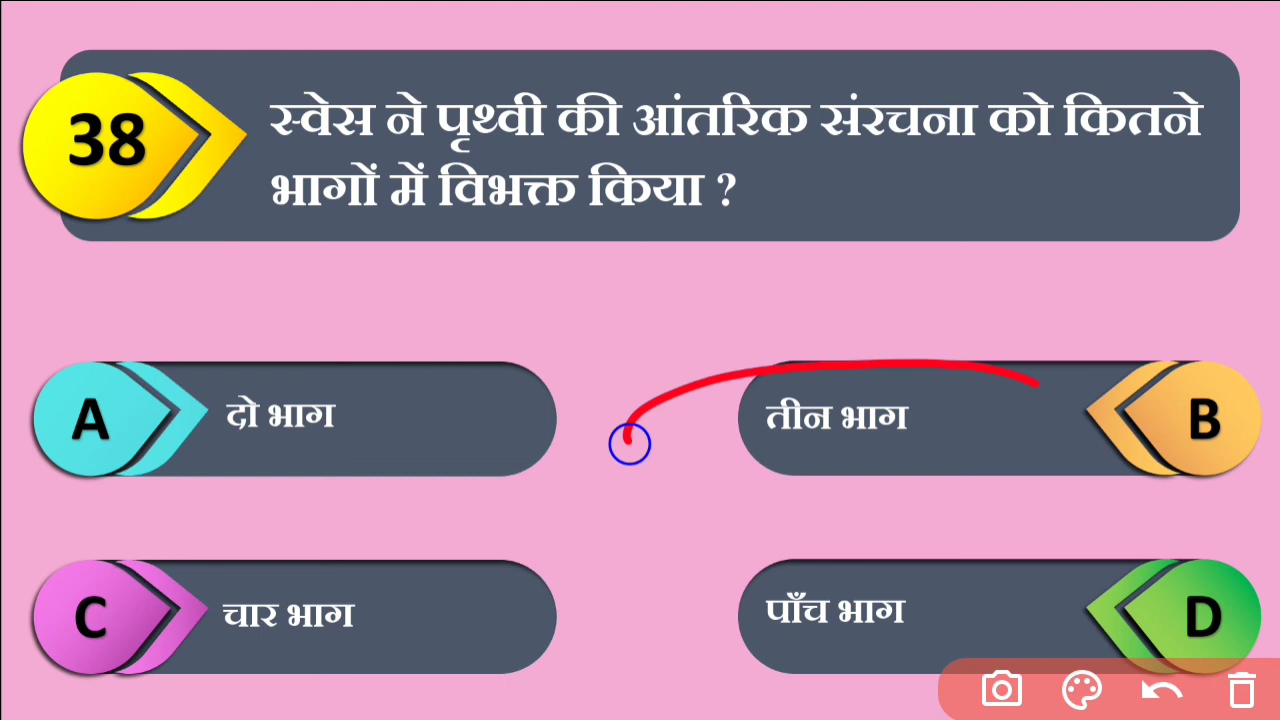 38
स्वेस ने पृथ्वी की आंतरिक संरचना को कितने
भागों में विभक्त किया ?
A
दो भाग
तीन भाग
B
C
चार भाग
पाँच भाग
D